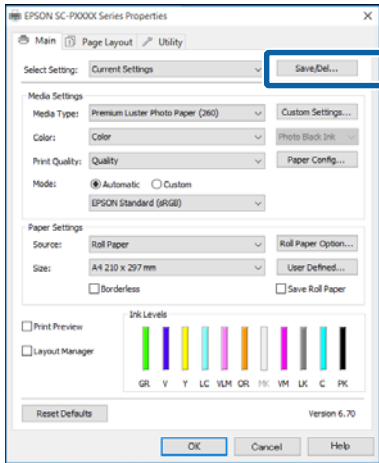 EPSON SC-PXXXX Series Properties
Main Page Layout Utility
Select Setting: Current Settings Save/Del...
Media Settings
Media Type: Premium Luster Photo Paper (260) Custom Settings...
Color: Color Photo Black Ink
Print Quality: Quality Paper Config...
Mode: Automatic Custom
EPSON Standard (sRGB)
Paper Settings
Source: Roll Paper Roll Paper Option...
Size: A4 210 x 297 mm User Defined...
Borderless Save Roll Paper
Ink Levels
Print Preview
Layout Manager
GR V Y LC VLM OR MK VM LK C PK
Reset Defaults Version 6.70
OK Cancel Help